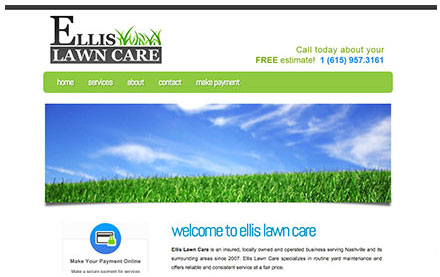 ELLIS
LAWN CARE
Call today about your
FREE estimate! 1 (615) 957.3161
home services about contact make payment
welcome to ellis lawn care
Ellis Lawn Care is an insured, locally owned and operated business serving Nashville and its
surrounding areas since 2007. Ellis Lawn Care specializes in routine yard maintenance and
offers reliable and consistent service at a fair price.
Make Your Payment Online
Make a secure payment for services